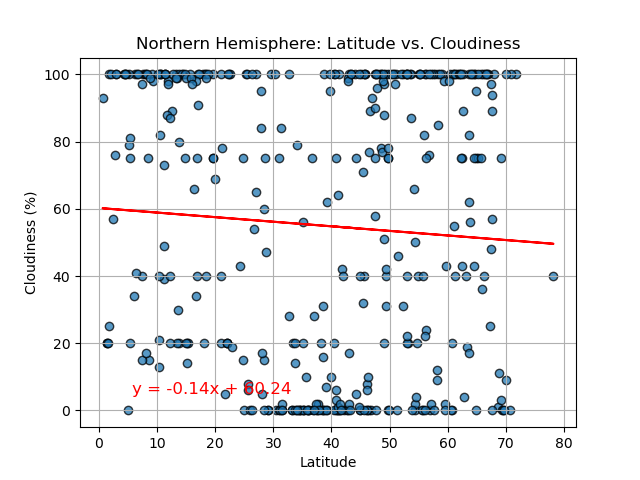 Northern Hemisphere: Latitude vs. Cloudiness
Cloudiness (%)
100
80
60
40
20
0
y = -0.14x + 60.24
0 10 20 30 40 50 60 70 80
Latitude